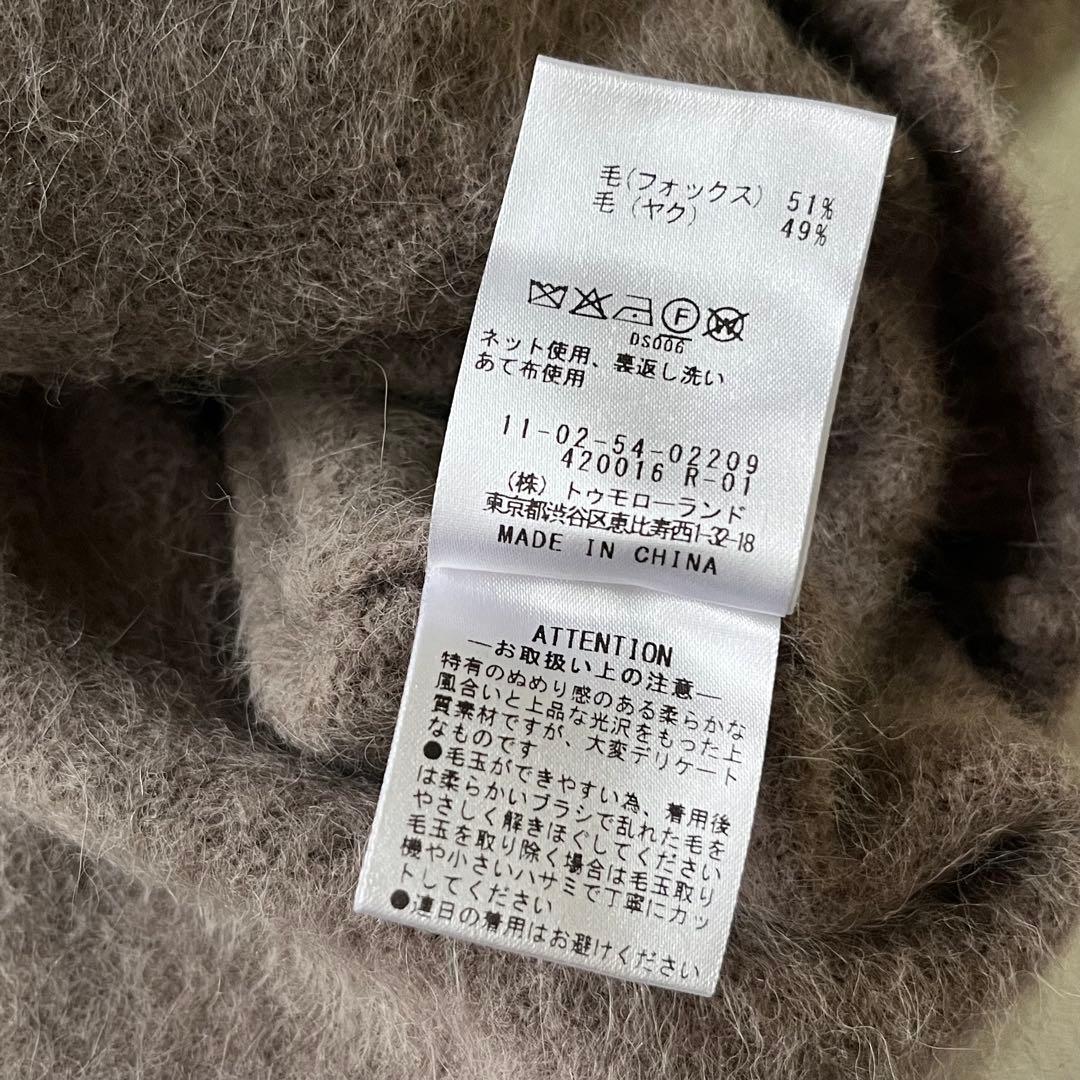 毛(フォックス) 51%
毛 (ヤク) 49%
F
W
DS006
ネット使用、裏返し洗い
あて布使用
11-02-54-02209
420016 R-01
(株) トゥモローランド
東京都渋谷区恵比寿西1-32-18
MADE IN CHINA
ATTENTION
―お取扱い上の注意―
特有のぬめり感のある柔らかな
風合いと上品な光沢をもった上
質素材ですが、大変デリケート
なものです
●毛玉ができやすい為、着用後
は柔らかいブラシで乱れた毛を
やさしく解きほぐしてください
毛玉を取り除く場合は毛玉取り
機や小さいハサミで丁寧にカッ
トしてください
●連日の着用はお避けください